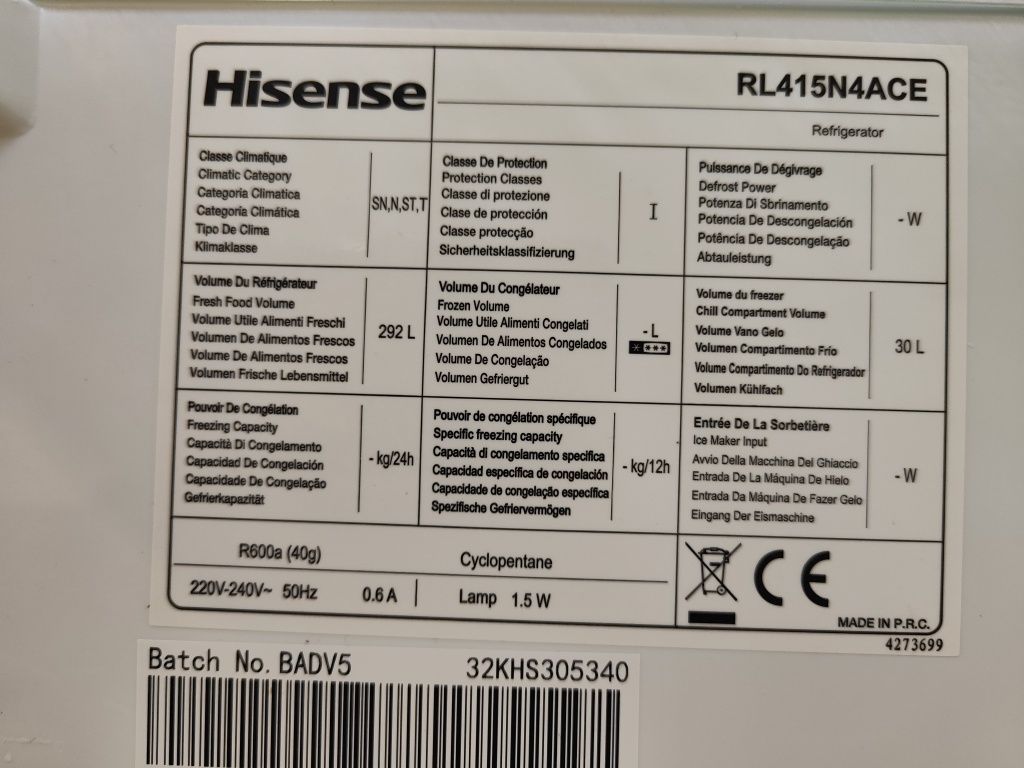 Hisense
RL415N4ACE
Refrigerator
Classe Climatique
Climatic Category
Categoria Climatica
Categoría Climática
Tipo De Clima
Klimaklasse
SN,N,ST,T
Classe De Protection
Protection Classes
Classe di protezione
Clase de protección
Classe protecção
Sicherheitsklassifizierung
I
Puissance De Dégivrage
Defrost Power
Potenza Di Sbrinamento
Potencia De Descongelación
Potência De Descongelação
Abtauleistung
- W
Volume Du Réfrigérateur
Fresh Food Volume
Volume Utile Alimenti Freschi
Volumen De Alimentos Frescos
Volume De Alimentos Frescos
Volumen Frische Lebensmittel
292 L
Volume Du Congélateur
Frozen Volume
Volume Utile Alimenti Congelati
Volumen De Alimentos Congelados
Volume De Congelação
Volumen Gefriergut
- L
* ***
Volume du freezer
Chill Compartment Volume
Volume Vano Gelo
Volumen Compartimento Frío
Volume Compartimento Do Refrigerador
Volumen Kühlfach
30 L
Pouvoir De Congélation
Freezing Capacity
Capacità Di Congelamento
Capacidad De Congelación
Capacidade De Congelação
Gefrierkapazität
- kg/24h
Pouvoir de congélation spécifique
Specific freezing capacity
Capacità di congelamento specifica
Capacidad específica de congelación
Capacidade de congelação específica
Spezifische Gefriervermögen
- kg/12h
Entrée De La Sorbetière
Ice Maker Input
Avvio Della Macchina Del Ghiaccio
Entrada De La Máquina De Hielo
Entrada Da Máquina De Fazer Gelo
Eingang Der Eismaschine
- W
R600a (40g)
Cyclopentane
220V-240V~ 50Hz
0.6 A
Lamp 1.5 W
CE
MADE IN P.R.C.
4273699
Batch No. BADV5
32KHS305340